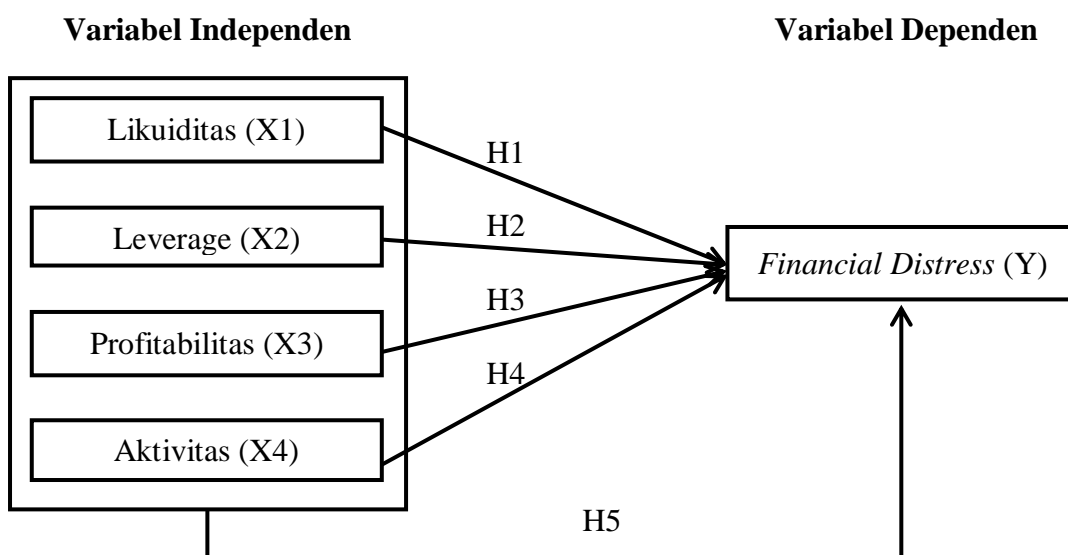 Variabel Independen
Variabel Dependen
Likuiditas (X1)
H1
Leverage (X2)
H2
Financial Distress (Y)
Profitabilitas (X3)
H3
H4
Aktivitas (X4)
H5